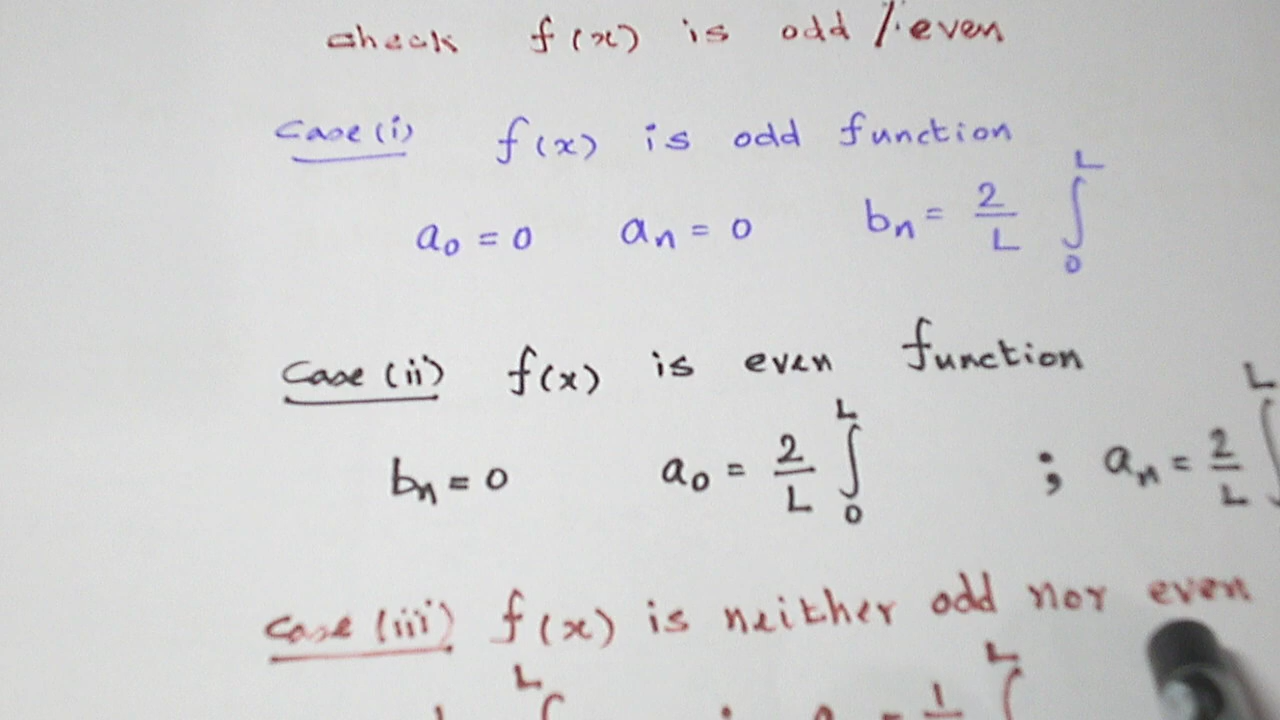 check f(x) is odd / even
Case (i) f(x) is odd function
a₀ = 0 aₙ = 0 bₙ = 2/L ∫₀ᴸ
Case (ii) f(x) is even function
bₙ = 0 a₀ = 2/L ∫₀ᴸ ; aₙ = 2/L ∫ᴸ
Case (iii) f(x) is neither odd nor even